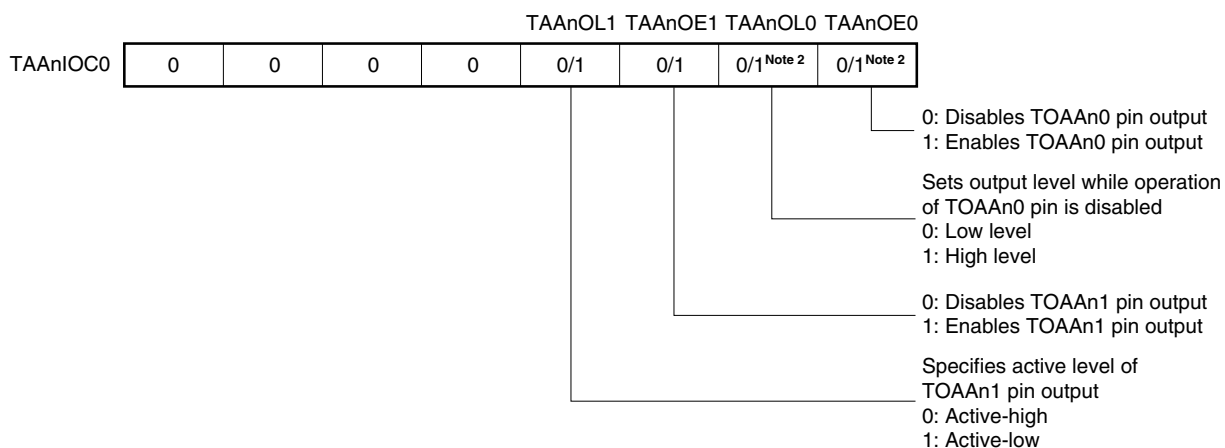 TAAnOL1 TAAnOE1 TAAnOL0 TAAnOE0
TAAnIOC0 0 0 0 0 0/1 0/1 0/1Note 2 0/1Note 2
0: Disables TOAAn0 pin output
1: Enables TOAAn0 pin output
Sets output level while operation
of TOAAn0 pin is disabled
0: Low level
1: High level
0: Disables TOAAn1 pin output
1: Enables TOAAn1 pin output
Specifies active level of
TOAAn1 pin output
0: Active-high
1: Active-low